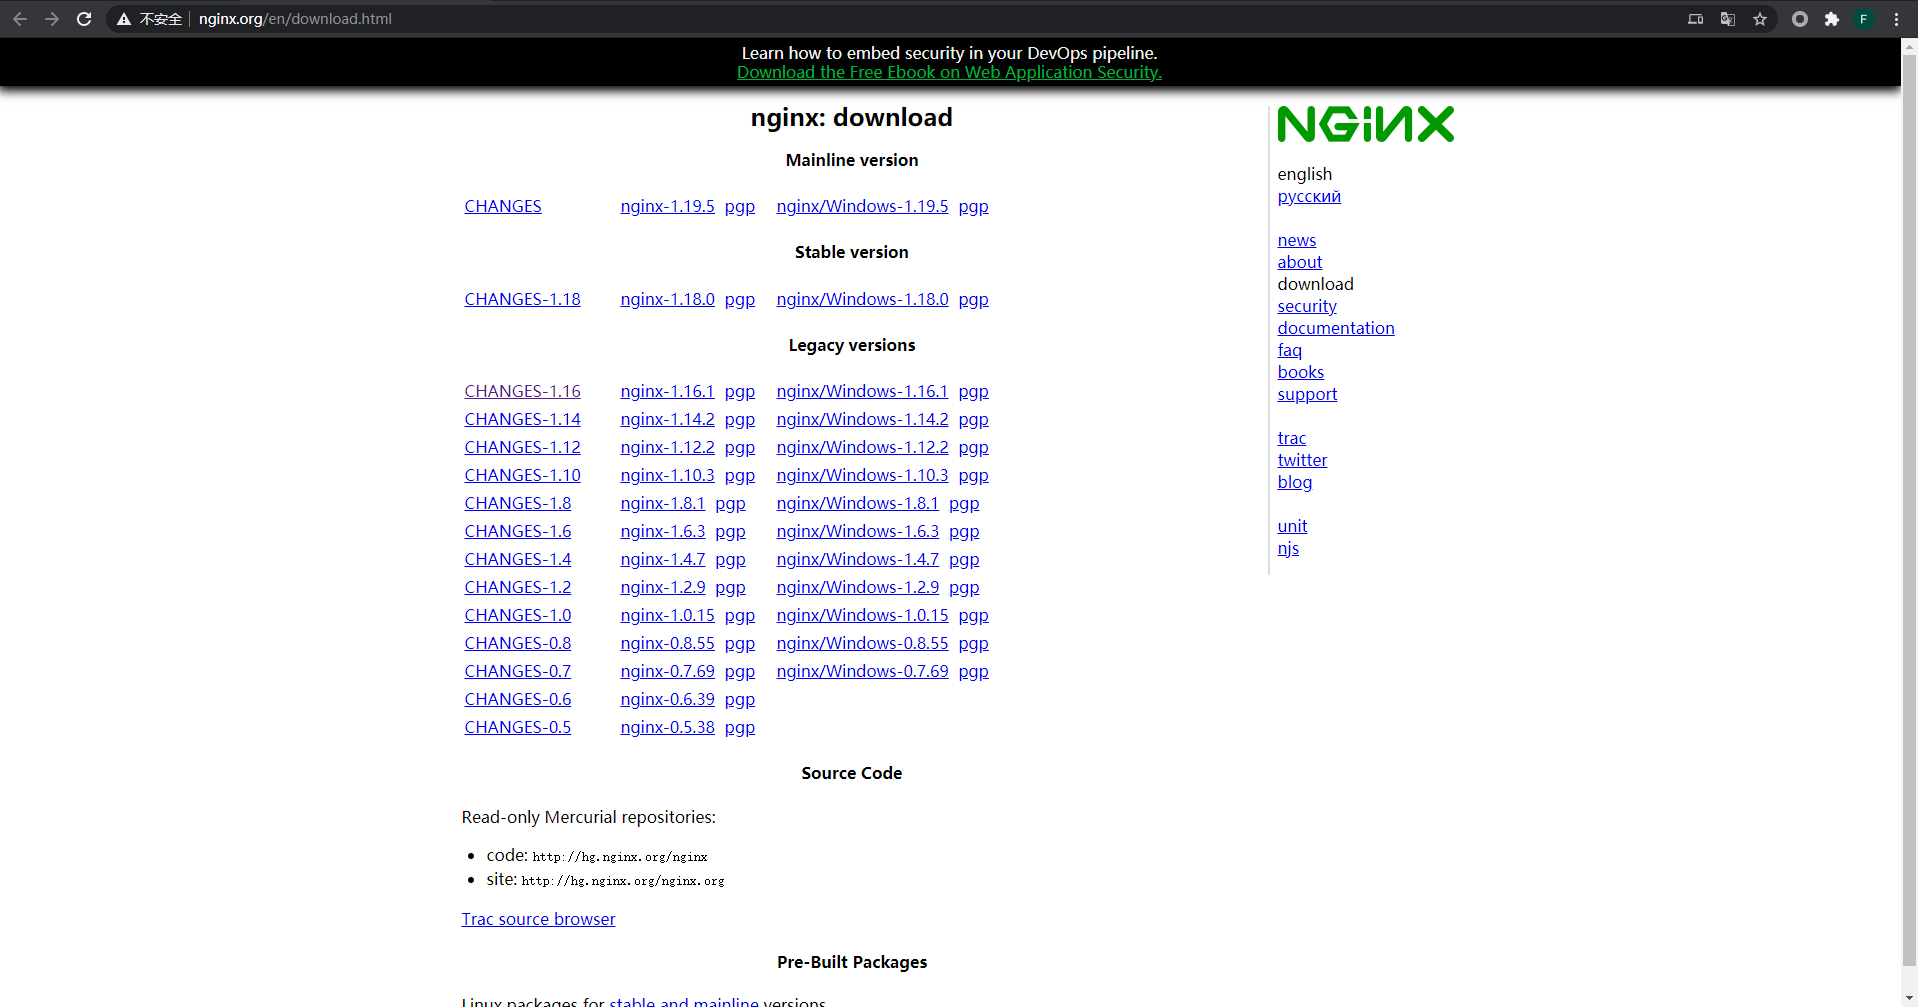 不安全 nginx.org/en/download.html F
Learn how to embed security in your DevOps pipeline.
Download the Free Ebook on Web Application Security.
nginx: download
Mainline version
CHANGES nginx-1.19.5 pgp nginx/Windows-1.19.5 pgp
Stable version
CHANGES-1.18 nginx-1.18.0 pgp nginx/Windows-1.18.0 pgp
Legacy versions
CHANGES-1.16 nginx-1.16.1 pgp nginx/Windows-1.16.1 pgp
CHANGES-1.14 nginx-1.14.2 pgp nginx/Windows-1.14.2 pgp
CHANGES-1.12 nginx-1.12.2 pgp nginx/Windows-1.12.2 pgp
CHANGES-1.10 nginx-1.10.3 pgp nginx/Windows-1.10.3 pgp
CHANGES-1.8 nginx-1.8.1 pgp nginx/Windows-1.8.1 pgp
CHANGES-1.6 nginx-1.6.3 pgp nginx/Windows-1.6.3 pgp
CHANGES-1.4 nginx-1.4.7 pgp nginx/Windows-1.4.7 pgp
CHANGES-1.2 nginx-1.2.9 pgp nginx/Windows-1.2.9 pgp
CHANGES-1.0 nginx-1.0.15 pgp nginx/Windows-1.0.15 pgp
CHANGES-0.8 nginx-0.8.55 pgp nginx/Windows-0.8.55 pgp
CHANGES-0.7 nginx-0.7.69 pgp nginx/Windows-0.7.69 pgp
CHANGES-0.6 nginx-0.6.39 pgp
CHANGES-0.5 nginx-0.5.38 pgp
Source Code
Read-only Mercurial repositories:
code: http://hg.nginx.org/nginx
site: http://hg.nginx.org/nginx.org
Trac source browser
Pre-Built Packages
Linux packages for stable and mainline versions
NGINX
english
русский
news
about
download
security
documentation
faq
books
support
trac
twitter
blog
unit
njs